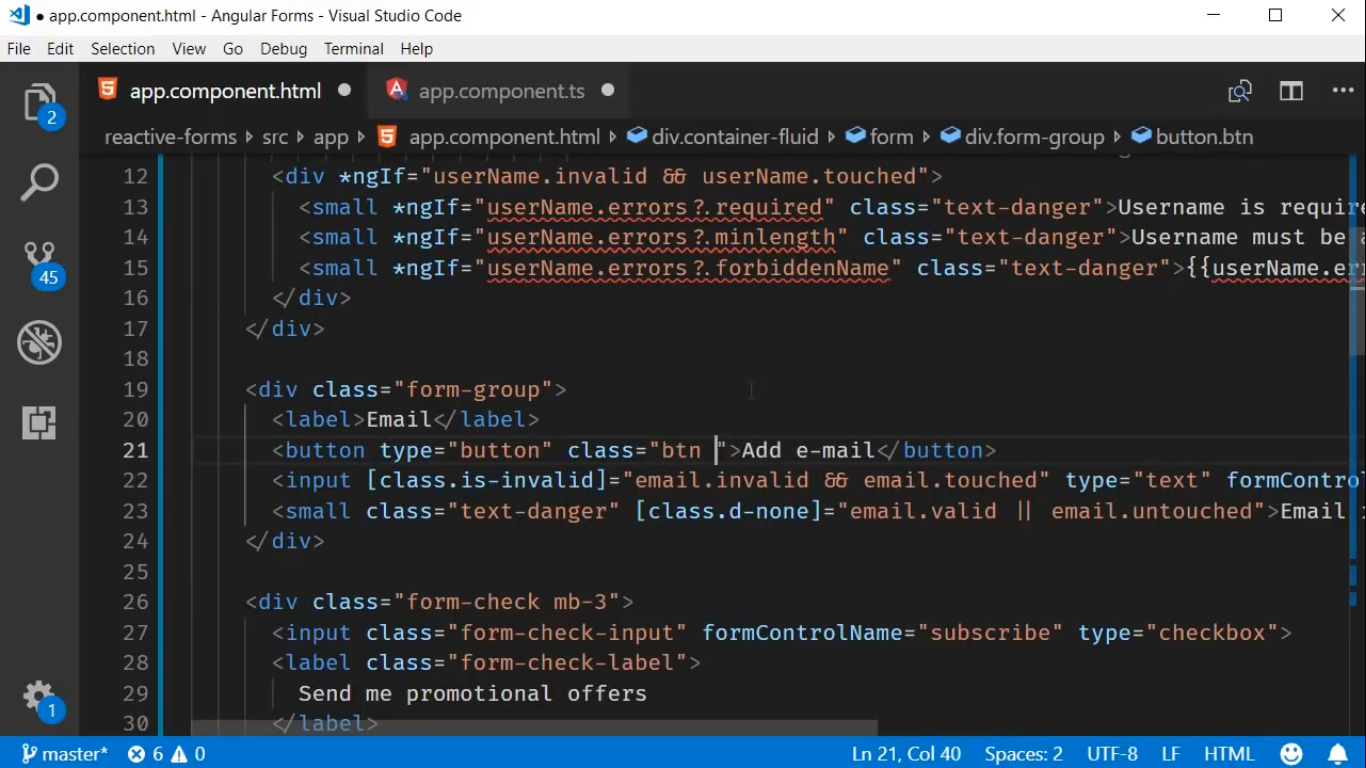 ● app.component.html - Angular Forms - Visual Studio Code
File Edit Selection View Go Debug Terminal Help
app.component.html ● app.component.ts ●
reactive-forms › src › app › app.component.html › div.container-fluid › form › div.form-group › button.btn
2
45
1
12 <div *ngIf="userName.invalid && userName.touched">
13 <small *ngIf="userName.errors?.required" class="text-danger">Username is require
14 <small *ngIf="userName.errors?.minlength" class="text-danger">Username must be a
15 <small *ngIf="userName.errors?.forbiddenName" class="text-danger">{{userName.err
16 </div>
17 </div>
18
19 <div class="form-group">
20 <label>Email</label>
21 <button type="button" class="btn ">Add e-mail</button>
22 <input [class.is-invalid]="email.invalid && email.touched" type="text" formContro
23 <small class="text-danger" [class.d-none]="email.valid || email.untouched">Email
24 </div>
25
26 <div class="form-check mb-3">
27 <input class="form-check-input" formControlName="subscribe" type="checkbox">
28 <label class="form-check-label">
29 Send me promotional offers
30 </label>
master* 6 0 Ln 21, Col 40 Spaces: 2 UTF-8 LF HTML